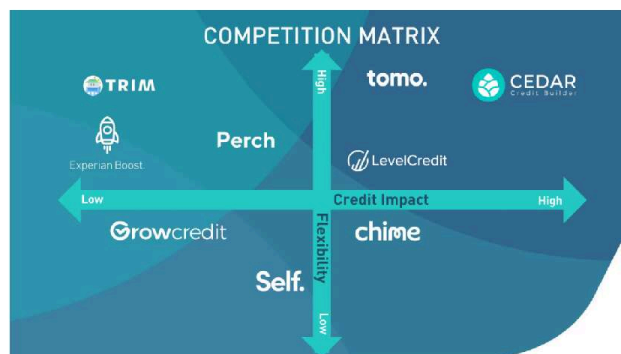 COMPETITION MATRIX
High
TRIM
tomo.
CEDAR
Credit Builder
Experian Boost
Perch
LevelCredit
Low
Credit Impact
High
Growcredit
Flexibility
chime
Self.
Low